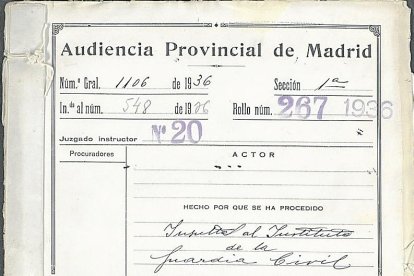 Audiencia Provincial de Madrid
Núm.º Gral. 1106 de 1936 Sección 1ª
In.do al núm. 548 de 1936 Rollo núm. 267 1936
Juzgado instructor Nº 20
Procuradores
ACTOR
HECHO POR QUE SE HA PROCEDIDO
al Instituto
de la
Guardia Civil